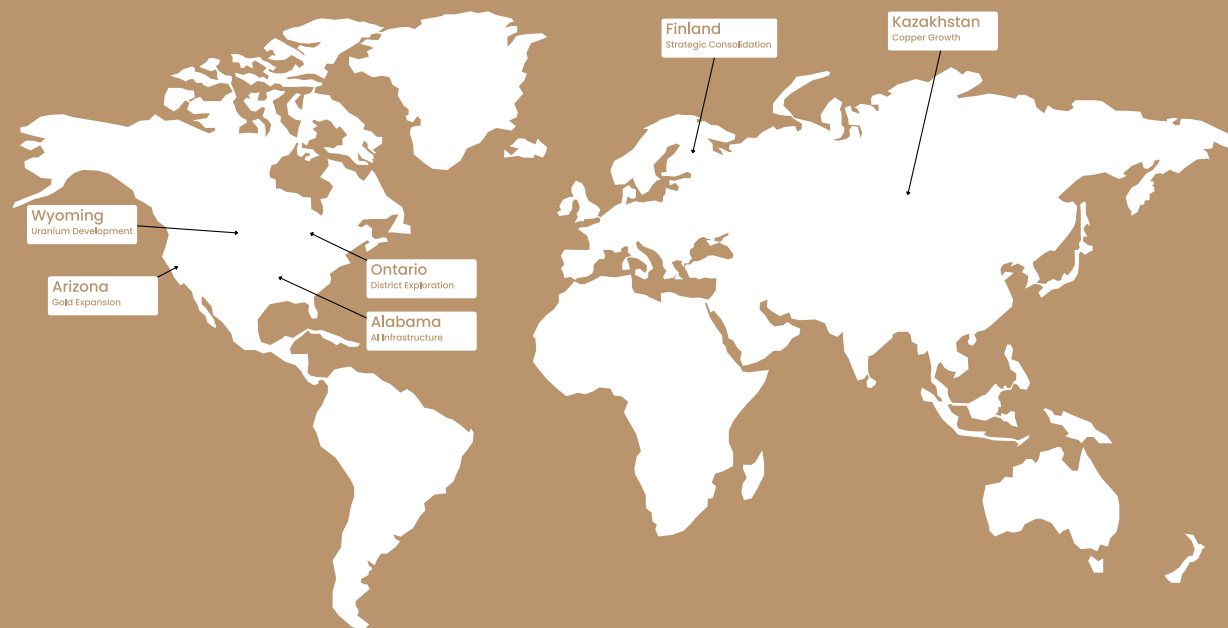 Finland
Strategic Consolidation
Kazakhstan
Copper Growth
Wyoming
Uranium Development
Ontario
District Exploration
Arizona
Gold Expansion
Alabama
AI Infrastructure